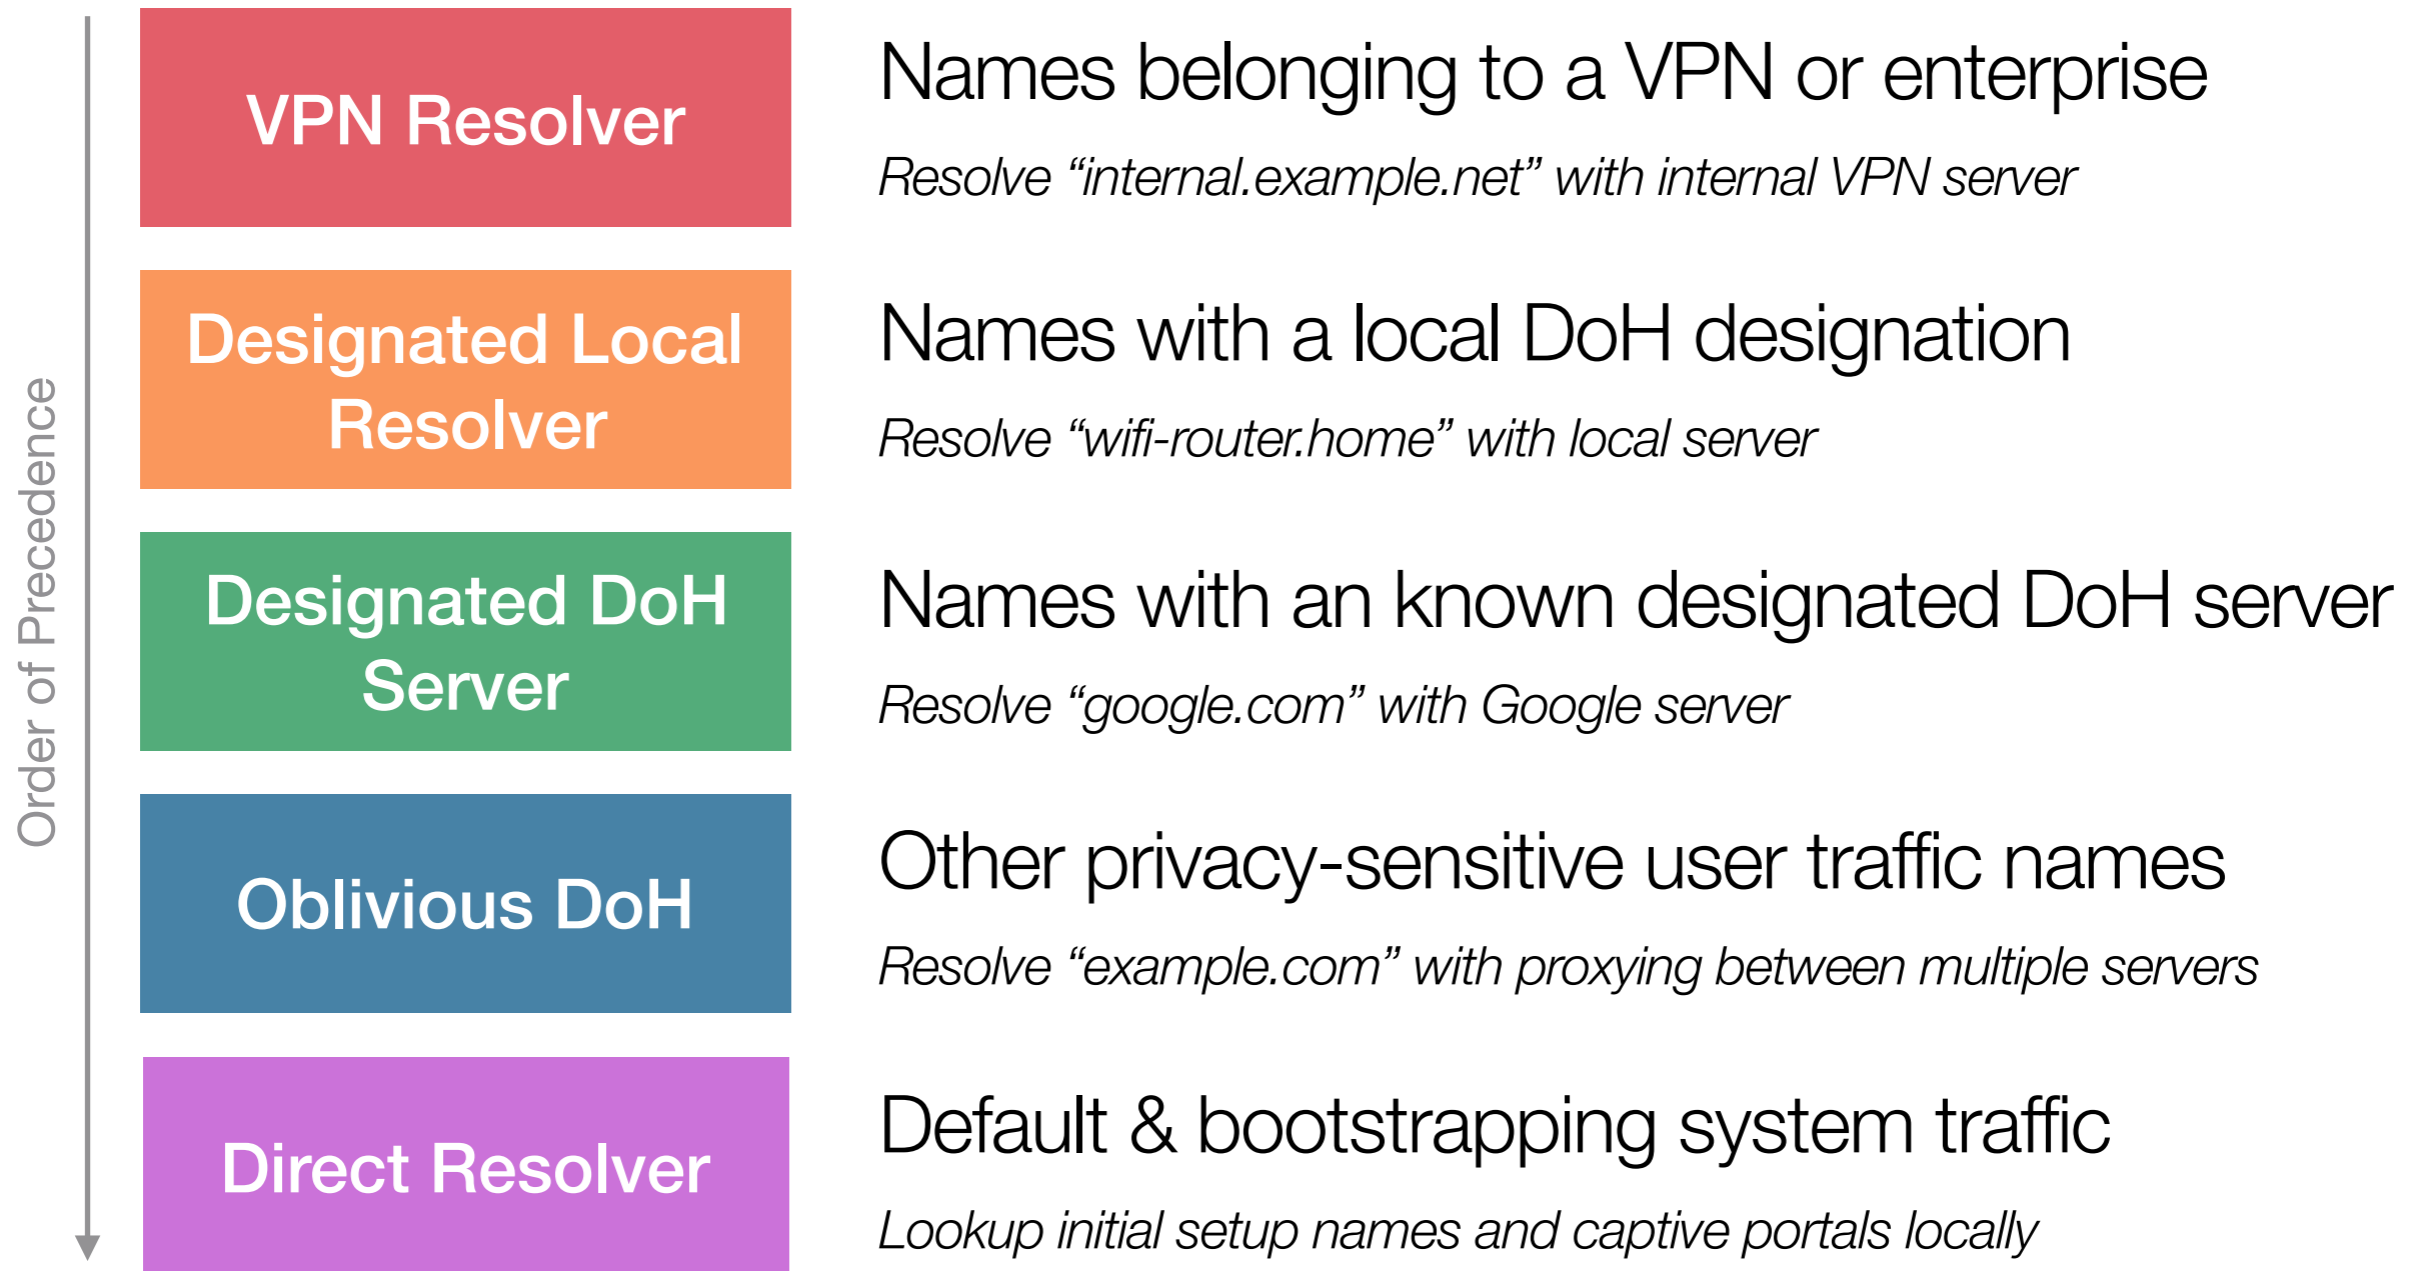 Order of Precedence
VPN Resolver
Names belonging to a VPN or enterprise
Resolve “internal.example.net” with internal VPN server
Designated Local
Resolver
Names with a local DoH designation
Resolve “wifi-router.home” with local server
Designated DoH
Server
Names with an known designated DoH server
Resolve “google.com” with Google server
Oblivious DoH
Other privacy-sensitive user traffic names
Resolve “example.com” with proxying between multiple servers
Direct Resolver
Default & bootstrapping system traffic
Lookup initial setup names and captive portals locally